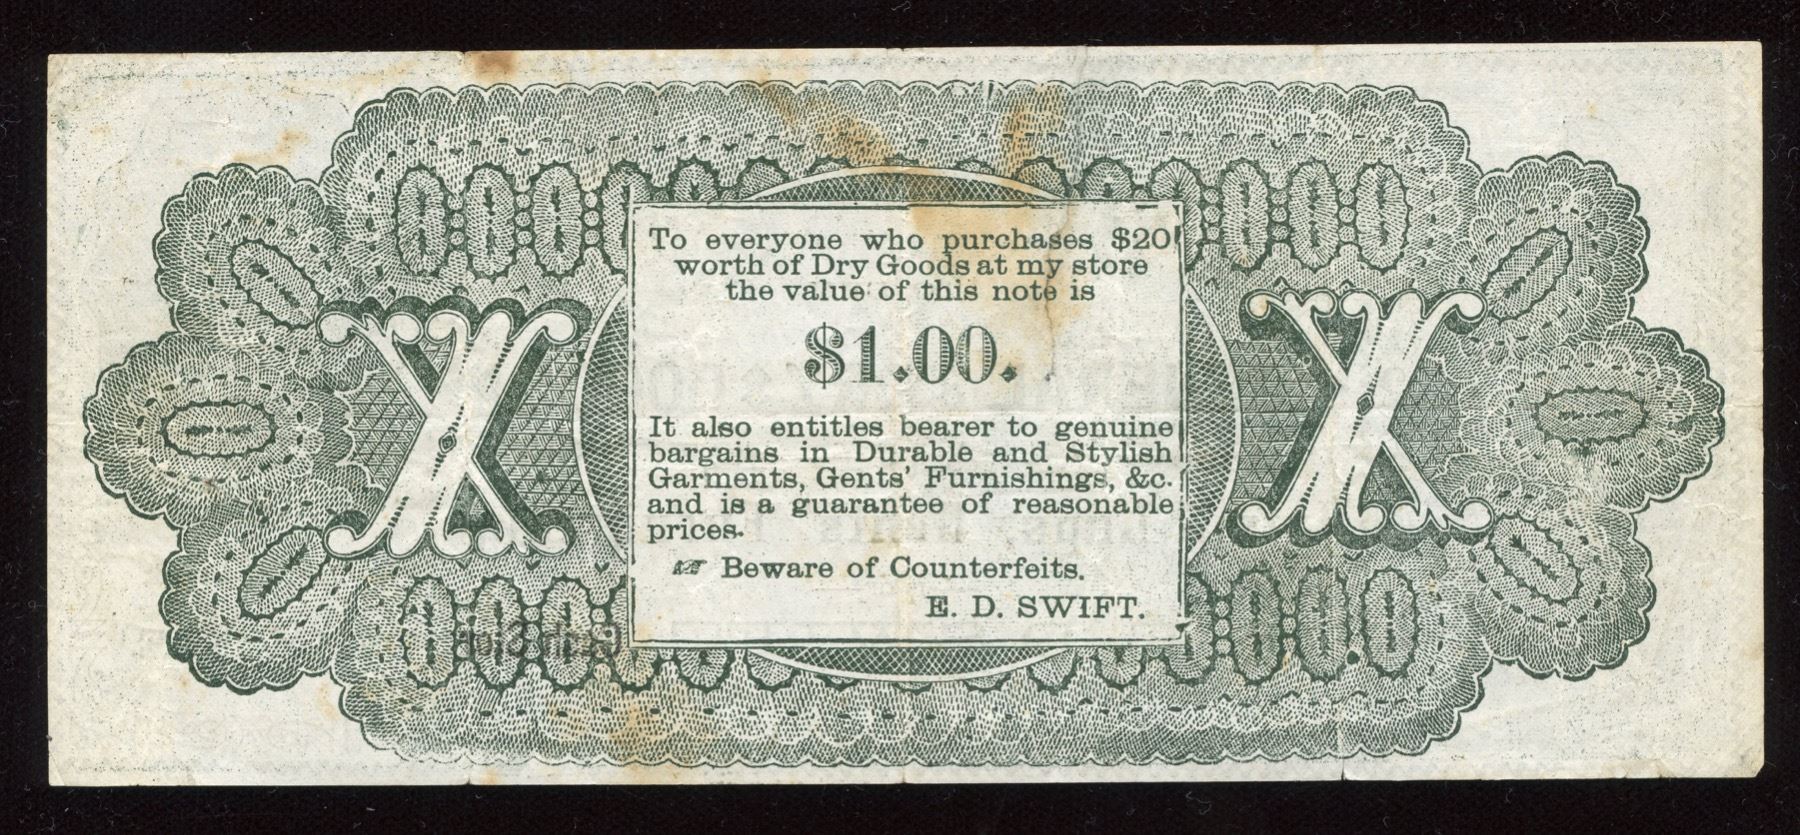 To everyone who purchases $20
worth of Dry Goods at my store
the value of this note is
$1.00.
X
X
It also entitles bearer to genuine
bargains in Durable and Stylish
Garments, Gents' Furnishings, &c.
and is a guarantee of reasonable
prices.
☞ Beware of Counterfeits.
E. D. SWIFT.